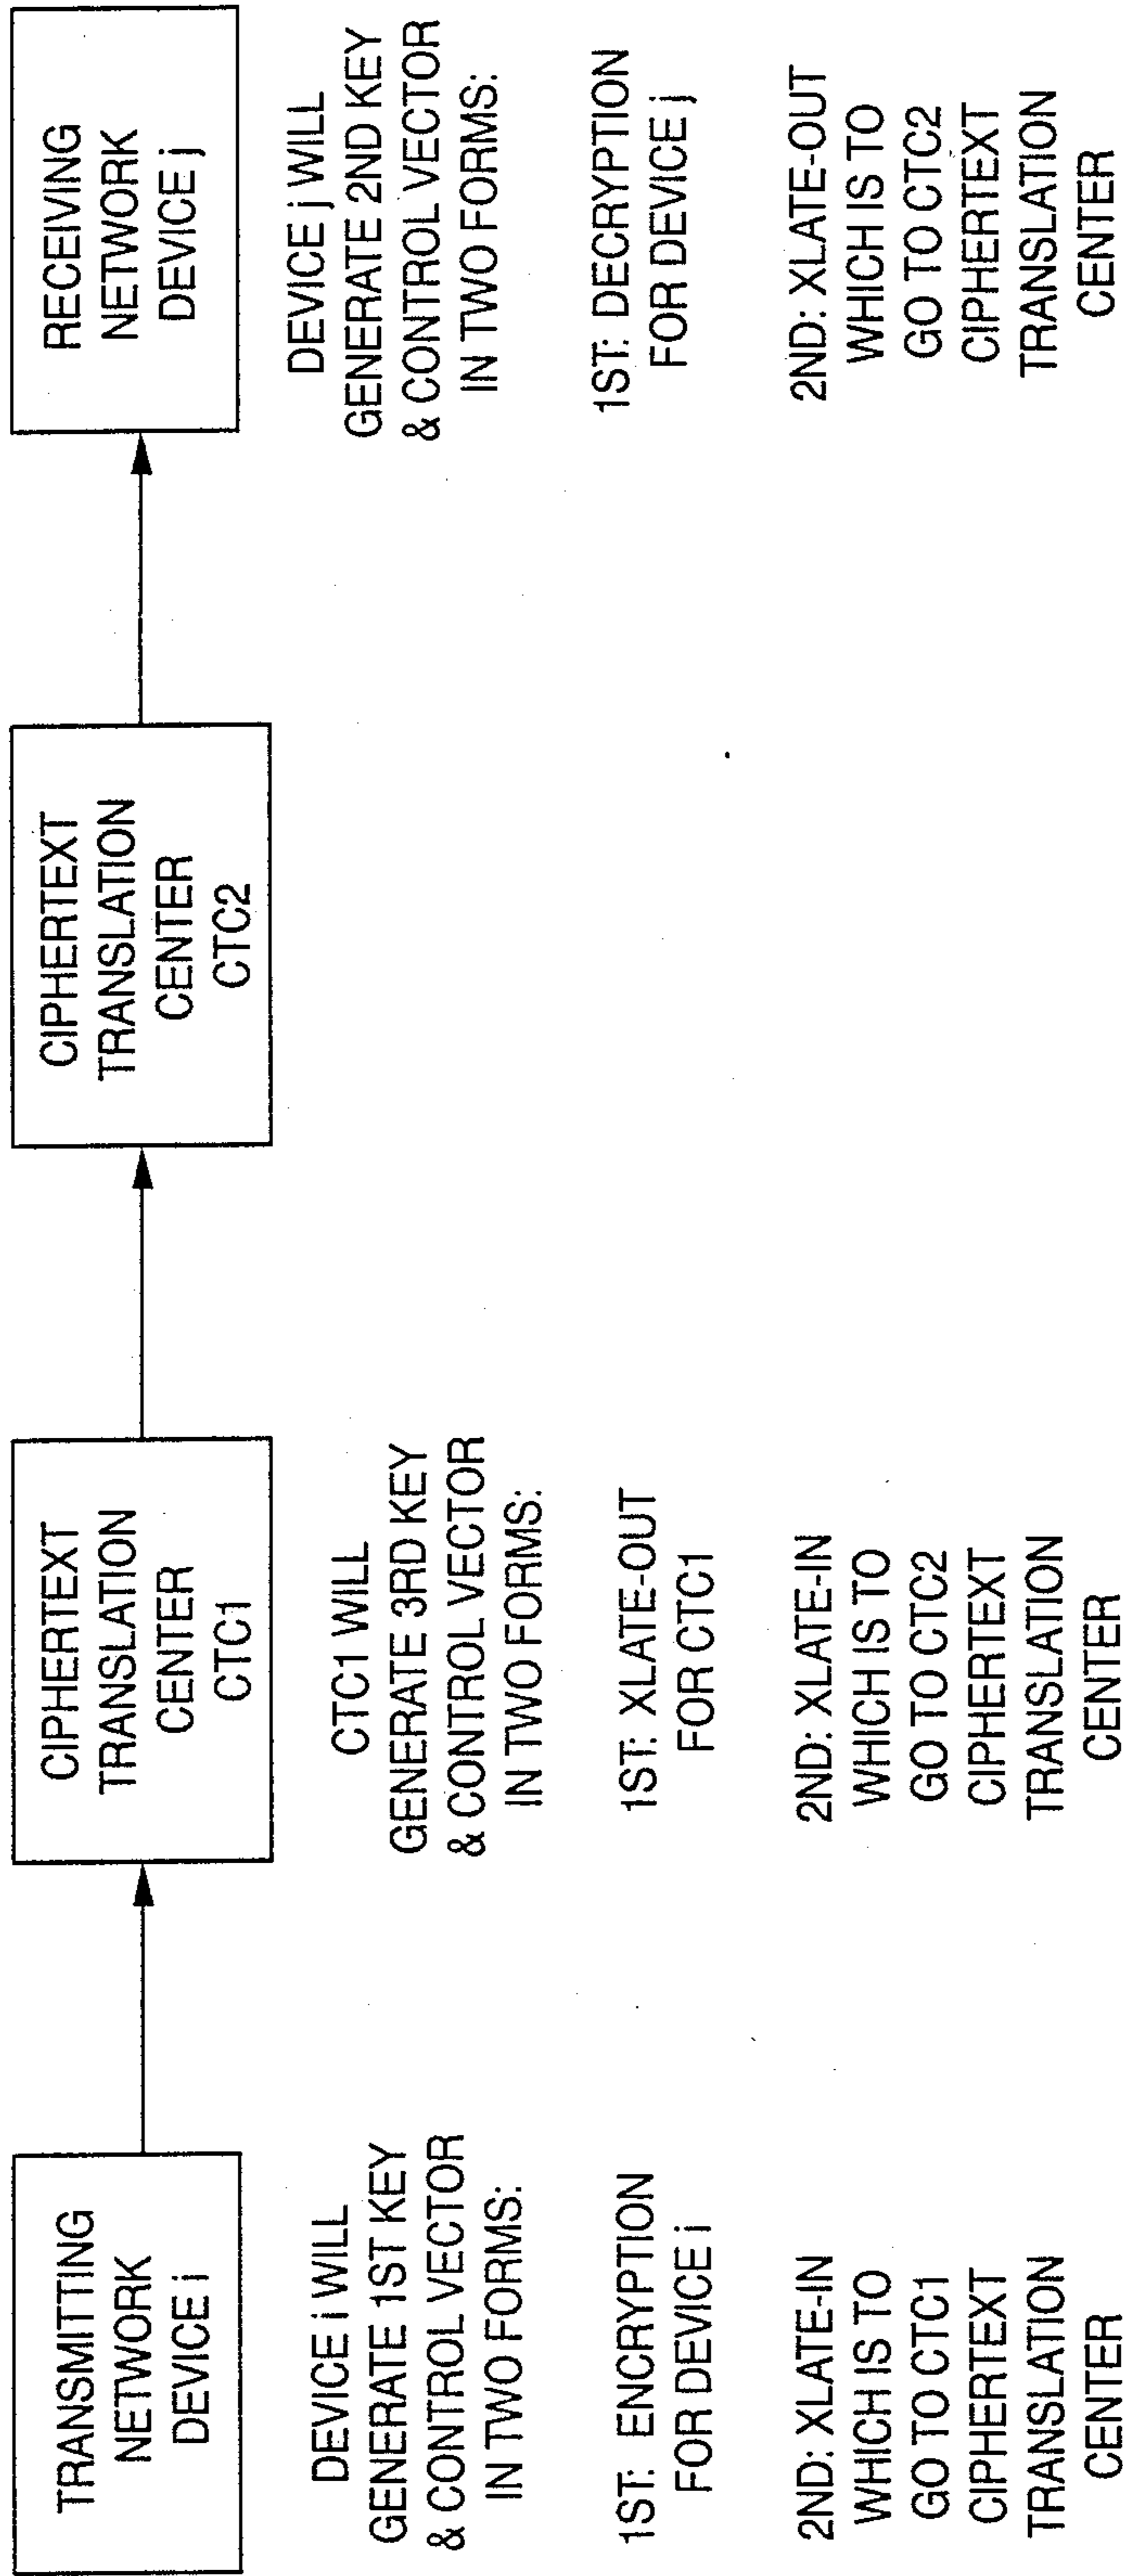 TRANSMITTING
NETWORK
DEVICE i
DEVICE i WILL
GENERATE 1ST KEY
& CONTROL VECTOR
IN TWO FORMS:
1ST: ENCRYPTION
FOR DEVICE i
2ND: XLATE-IN
WHICH IS TO
GO TO CTC1
CIPHERTEXT
TRANSLATION
CENTER
CIPHERTEXT
TRANSLATION
CENTER
CTC1
CTC1 WILL
GENERATE 3RD KEY
& CONTROL VECTOR
IN TWO FORMS:
1ST: XLATE-OUT
FOR CTC1
2ND: XLATE-IN
WHICH IS TO
GO TO CTC2
CIPHERTEXT
TRANSLATION
CENTER
CIPHERTEXT
TRANSLATION
CENTER
CTC2
RECEIVING
NETWORK
DEVICE j
DEVICE j WILL
GENERATE 2ND KEY
& CONTROL VECTOR
IN TWO FORMS:
1ST: DECRYPTION
FOR DEVICE j
2ND: XLATE-OUT
WHICH IS TO
GO TO CTC2
CIPHERTEXT
TRANSLATION
CENTER